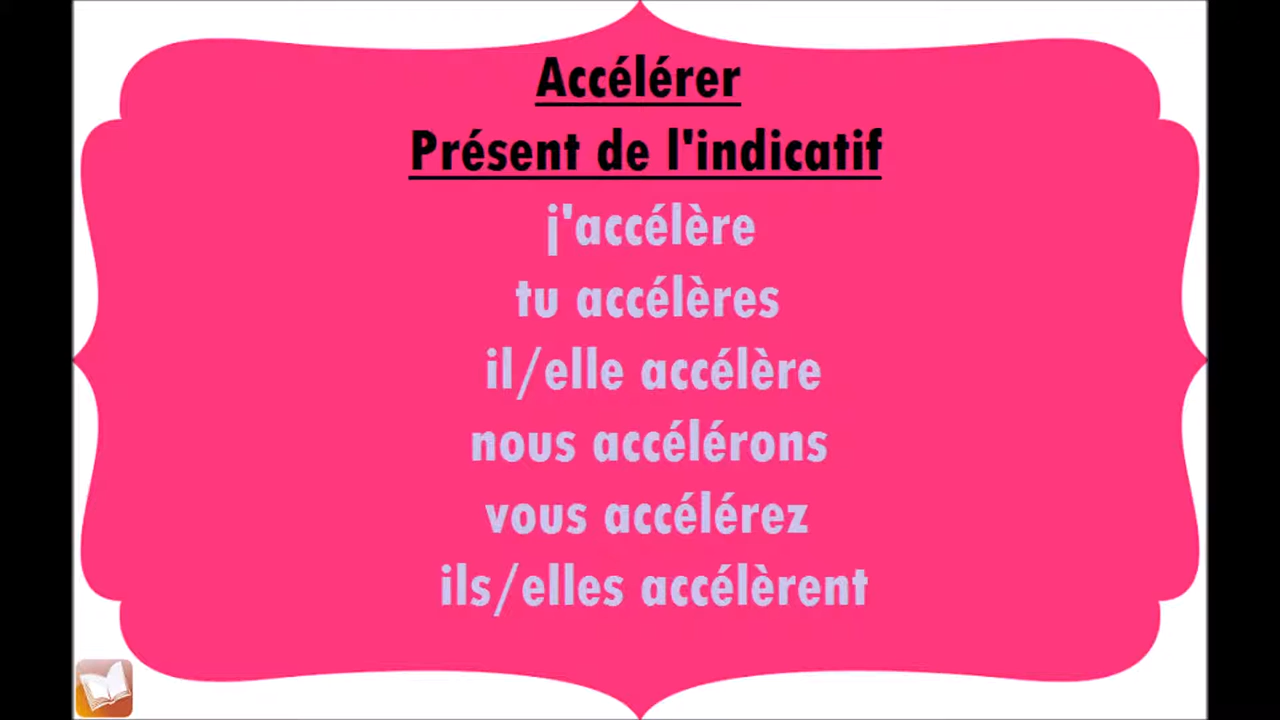 Accélérer
Présent de l'indicatif
j'accélère
tu accélères
il/elle accélère
nous accélérons
vous accélérez
ils/elles accélèrent